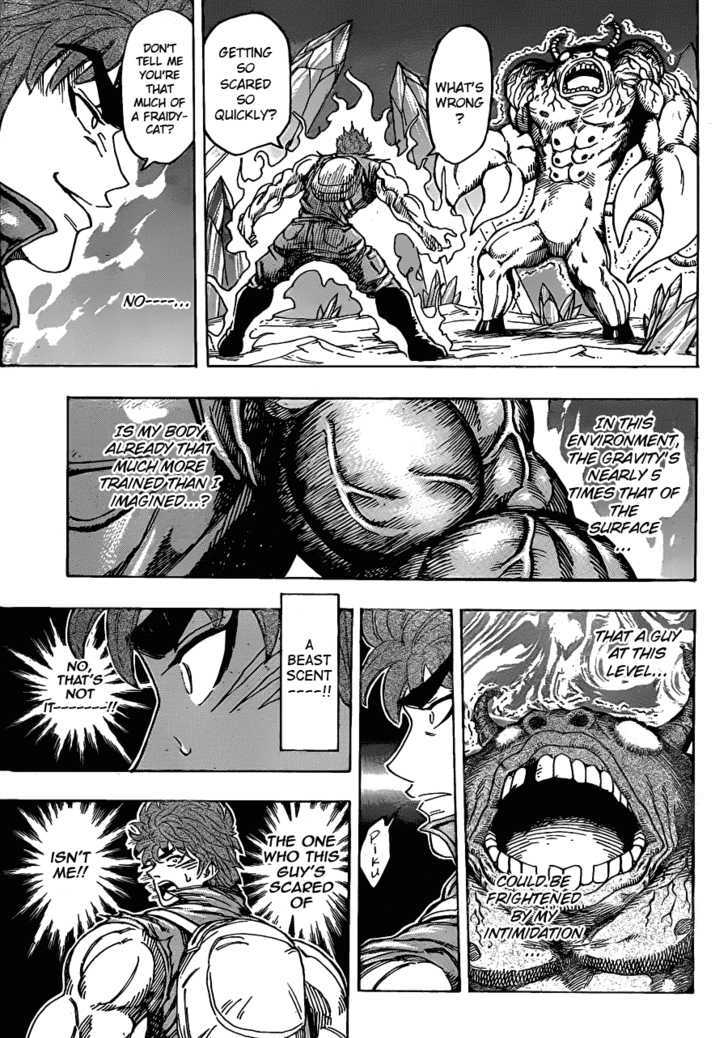 WHAT'S
WRONG
?
GETTING
SO
SCARED
SO
QUICKLY?
DON'T
TELL ME
YOU'RE
THAT
MUCH OF
A FRAIDY-
CAT?
NO----...
IN THIS
ENVIRONMENT,
THE GRAVITY'S
NEARLY 5
TIMES THAT OF
THE
SURFACE
...
IS MY BODY
ALREADY THAT
MUCH MORE
TRAINED THAN I
IMAGINED...?
THAT A GUY
AT THIS
LEVEL...
COULD BE
FRIGHTENED
BY MY
INTIMIDATION
...
PIKU
A
BEAST
SCENT
----!!
NO,
THAT'S
NOT
IT-------!!
THE ONE
WHO THIS
GUY'S
SCARED
OF
ISN'T
ME!!